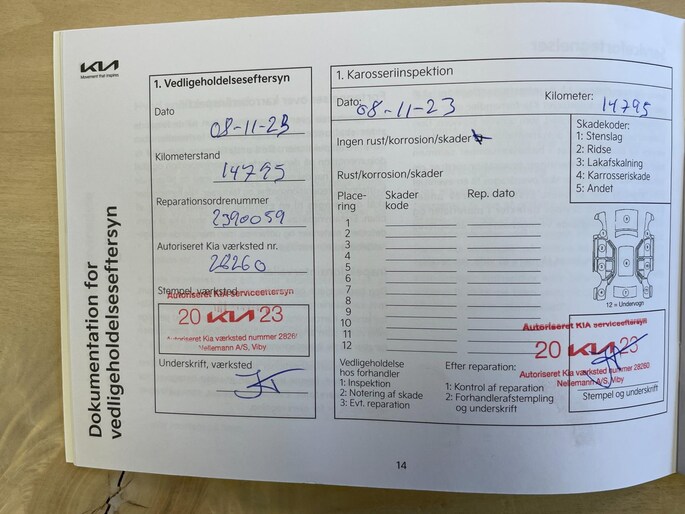 KIA
Movement that inspires
Dokumentation for
vedligeholdelseseftersyn
1. Vedligeholdelseseftersyn
Dato
08-11-23
Kilometerstand
14795
Reparationsordrenummer
2390059
Autoriseret Kia værksted nr.
28260
Stempel, værksted
Autoriseret KIA serviceeftersyn
20 KIA 23
Autoriseret Kia værksted nummer 2826
Nellemann A/S, Viby
Underskrift, værksted
1. Karosseriinspektion
Dato: 08-11-23
Kilometer: 14795
Ingen rust/korrosion/skader
Rust/korrosion/skader
Place-
ring
Skader
kode
Rep. dato
1
2
3
4
5
6
7
8
9
10
11
12
Skadekoder:
1: Stenslag
2: Ridse
3: Lakafskalning
4: Karrosseriskade
5: Andet
12 = Undervogn
Autoriseret KIA serviceeftersyn
20 KIA 23
Autoriseret Kia værksted nummer 28260
Nellemann A/S, Viby
Vedligeholdelse
hos forhandler
1: Inspektion
2: Notering af skade
3: Evt. reparation
Efter reparation:
1: Kontrol af reparation
2: Forhandlerafstempling
og underskrift
Stempel og underskrift
14